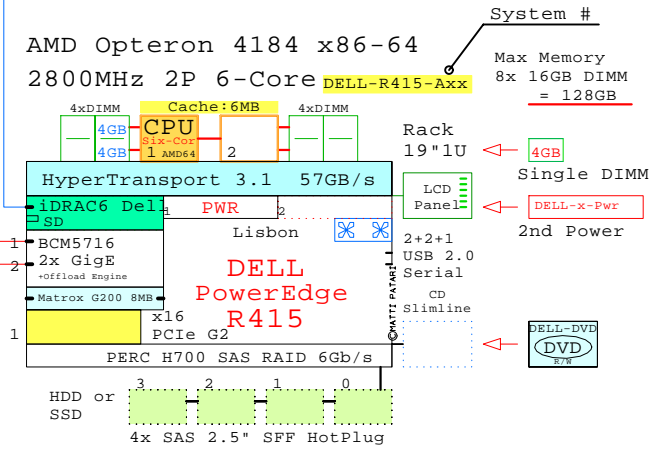 System #
AMD Opteron 4184 x86-64
2800MHz 2P 6-Core DELL-R415-Axx
Max Memory
8x 16GB DIMM
= 128GB
4xDIMM Cache:6MB 4xDIMM
4GB CPU
Six-Cor
4GB 1 AMD64 2
Rack
19"1U
4GB
Single DIMM
HyperTransport 3.1 57GB/s
LCD
Panel
iDRAC6 Dell
SD
1 PWR 2
DELL-x-Pwr
2nd Power
Lisbon
1 BCM5716
2 2x GigE
+Offload Engine
2+2+1
USB 2.0
Serial
DELL
PowerEdge
R415
Matrox G200 8MB
©MATTI PATARI
CD
Slimline
1 x16
PCIe G2
DELL-DVD
DVD
R/W
PERC H700 SAS RAID 6Gb/s
3 2 1 0
HDD or
SSD
4x SAS 2.5" SFF HotPlug